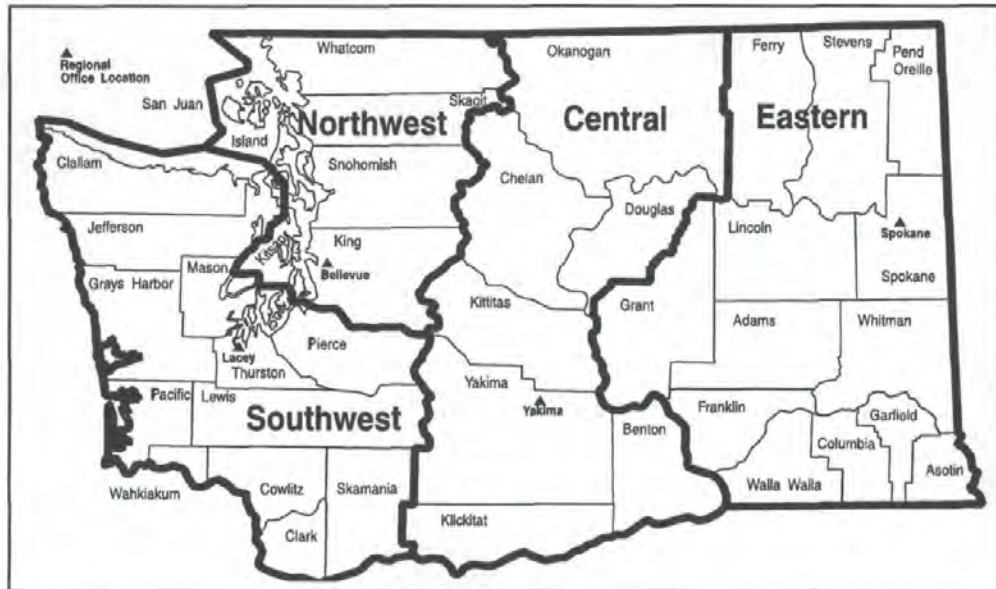 Whatcom
Okanogan
Ferry
Stevens
Pend
Oreille
Regional
Office Location
San Juan
Skagit
Northwest
Central
Eastern
Island
Clallam
Snohomish
Chelan
Douglas
Jefferson
Lincoln
Spokane
King
Kitsap
Mason
Bellevue
Grays Harbor
Spokane
Kittitas
Grant
Adams
Whitman
Pierce
Lacey
Thurston
Yakima
Pacific
Lewis
Yakima
Franklin
Garfield
Southwest
Benton
Columbia
Asotin
Wahkiakum
Cowlitz
Skamania
Walla Walla
Klickitat
Clark